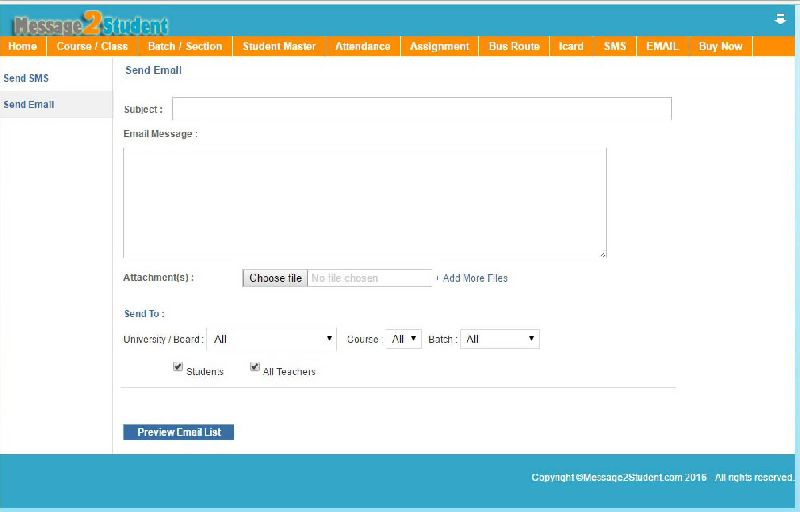 Message2Student
Home Course / Class Batch / Section Student Master Attendance Assignment Bus Route Icard SMS EMAIL Buy Now
Send SMS
Send Email
Send Email
Subject :
Email Message :
Attachment(s) : Choose file No file chosen + Add More Files
Send To :
University / Board : All Course : All Batch : All
Students All Teachers
Preview Email List
Copyright ©Message2Student.com 2016 All rights reserved.